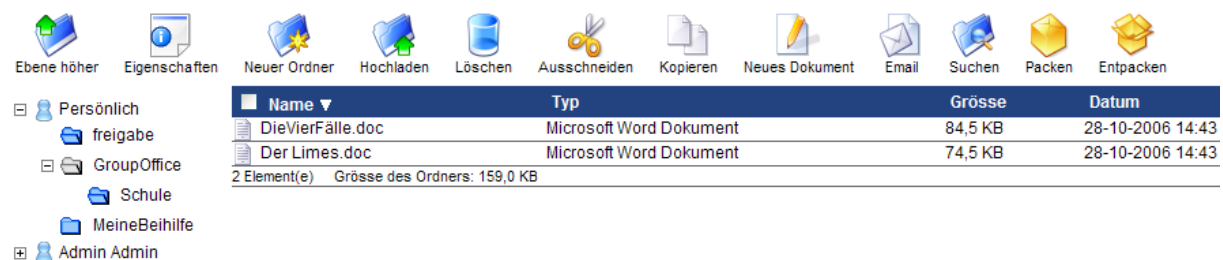 Ebene höher Eigenschaften Neuer Ordner Hochladen Löschen Ausschneiden Kopieren Neues Dokument Email Suchen Packen Entpacken
Persönlich
freigabe
GroupOffice
Schule
MeineBeihilfe
Admin Admin
Name Typ Grösse Datum
DieVierFälle.doc Microsoft Word Dokument 84,5 KB 28-10-2006 14:43
Der Limes.doc Microsoft Word Dokument 74,5 KB 28-10-2006 14:43
2 Element(e) Grösse des Ordners: 159,0 KB